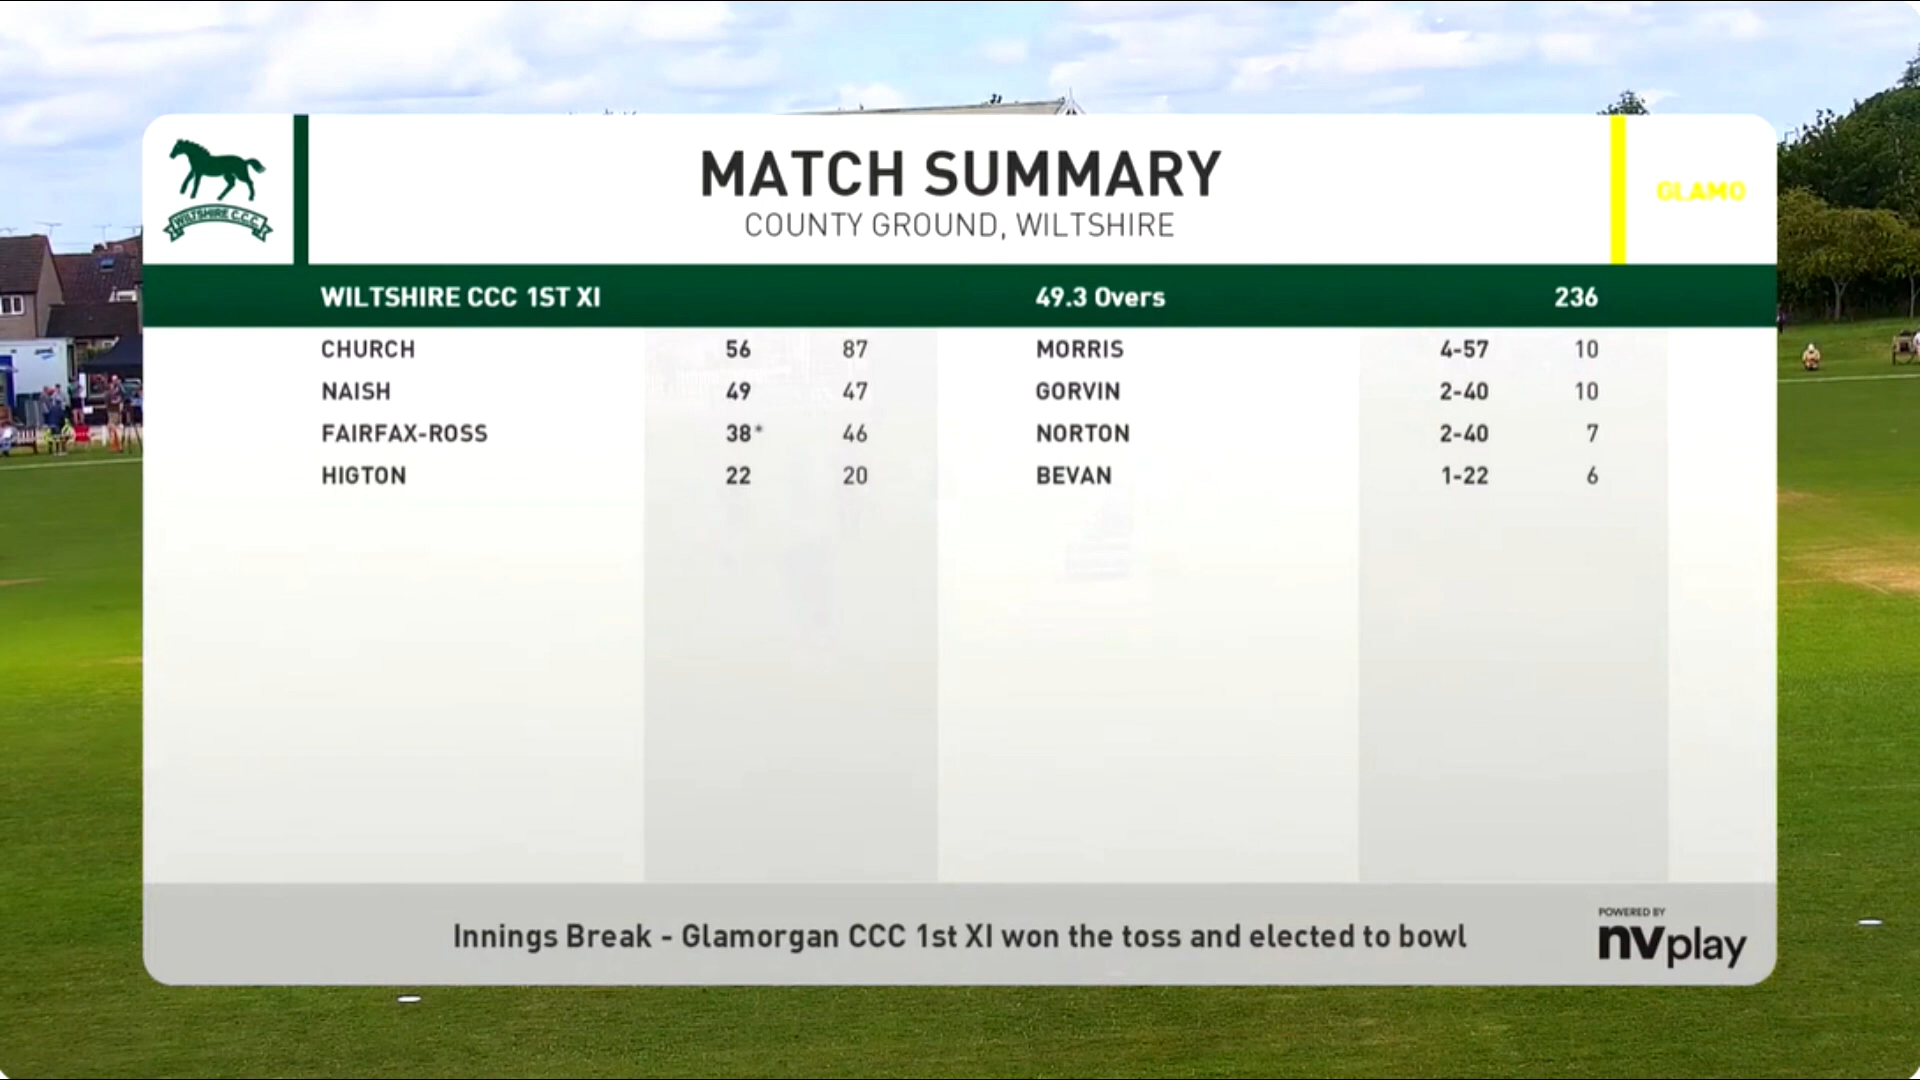 WILTSHIRE C.C.C.
MATCH SUMMARY
COUNTY GROUND, WILTSHIRE
GLAMO
WILTSHIRE CCC 1ST XI 49.3 Overs 236
CHURCH 56 87 MORRIS 4-57 10
NAISH 49 47 GORVIN 2-40 10
FAIRFAX-ROSS 38* 46 NORTON 2-40 7
HIGTON 22 20 BEVAN 1-22 6
Innings Break - Glamorgan CCC 1st XI won the toss and elected to bowl
POWERED BY
nvplay